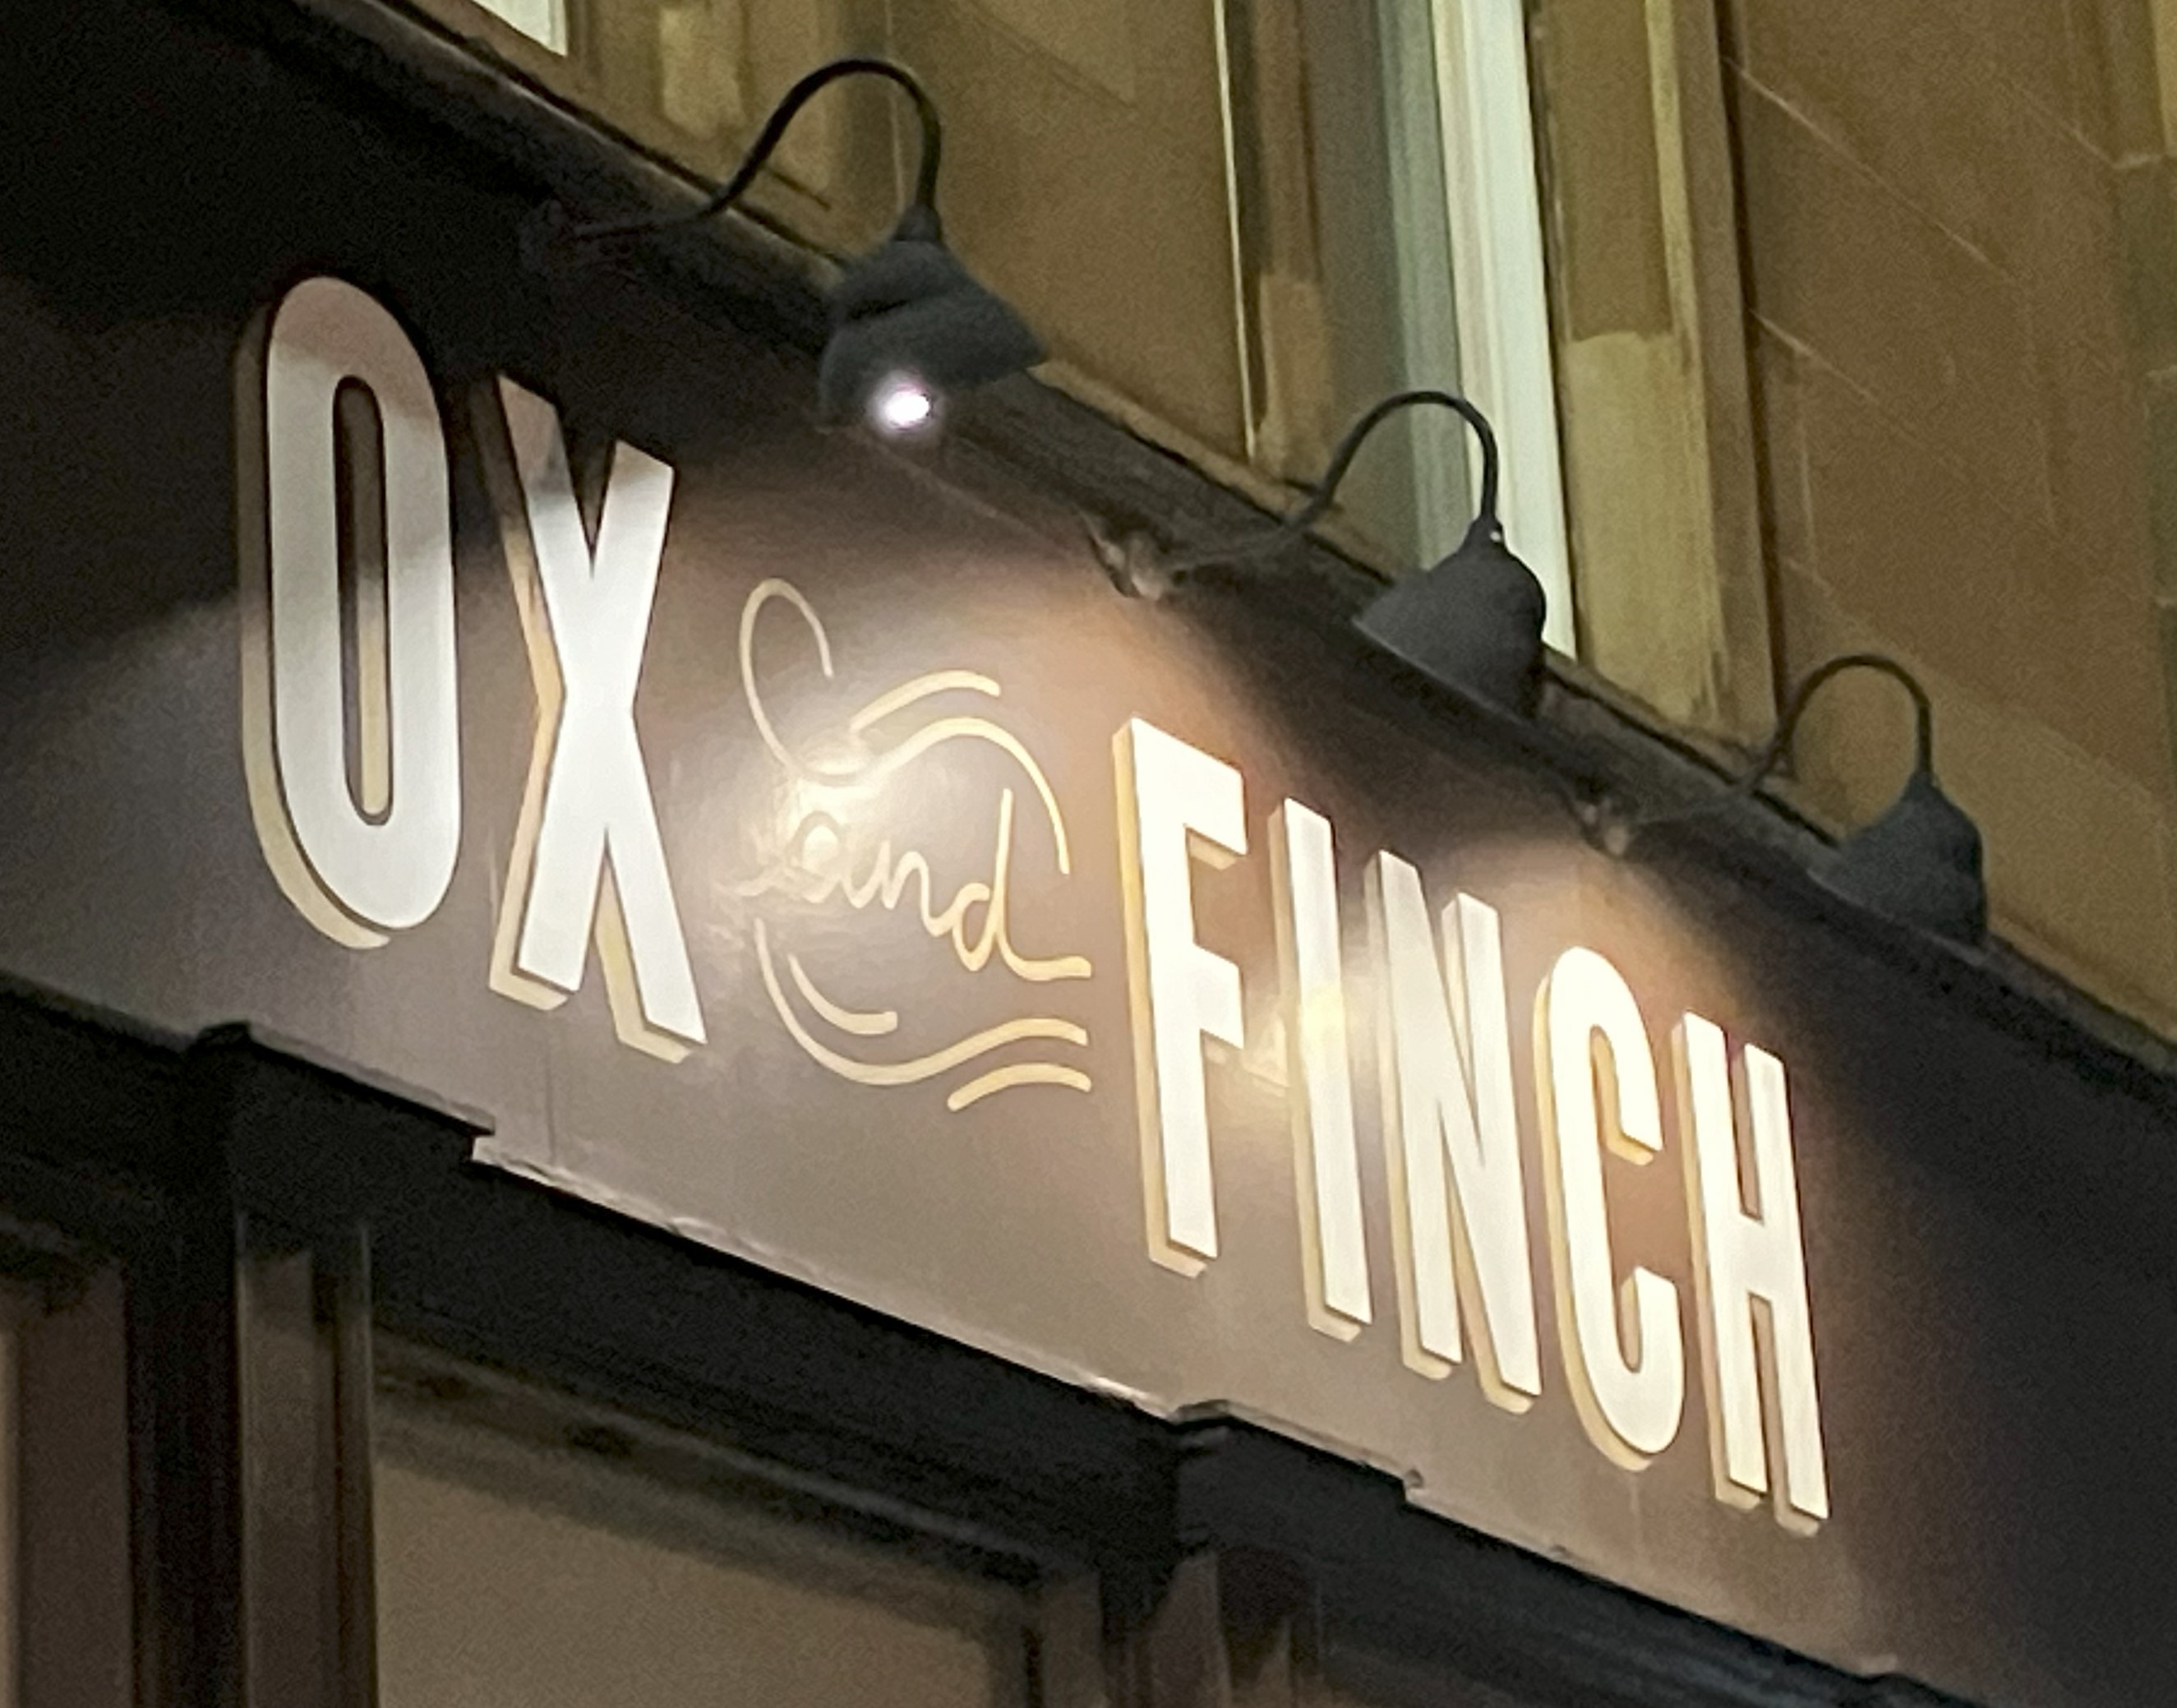 OX and FINCH